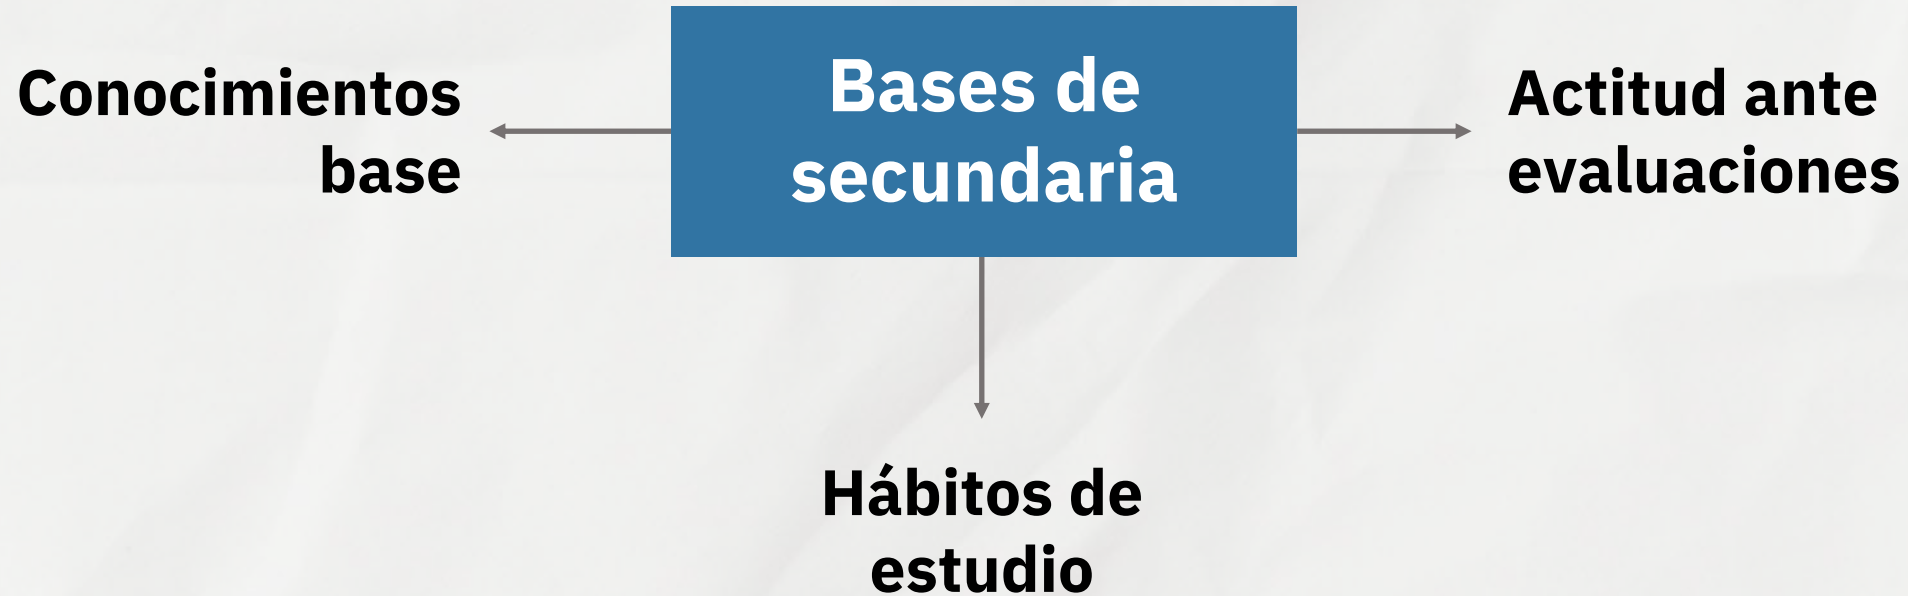 Conocimientos
base
Bases de
secundaria
Actitud ante
evaluaciones
Hábitos de
estudio